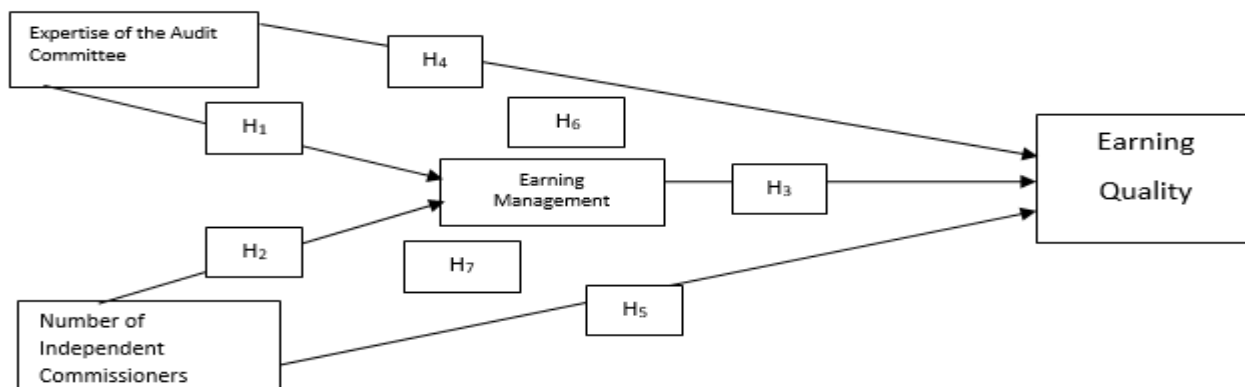 Expertise of the Audit
Committee
H₄
H₁
H₆
Earning
Management
H₃
Earning
Quality
H₂
H₇
Number of
Independent
Commissioners
H₅